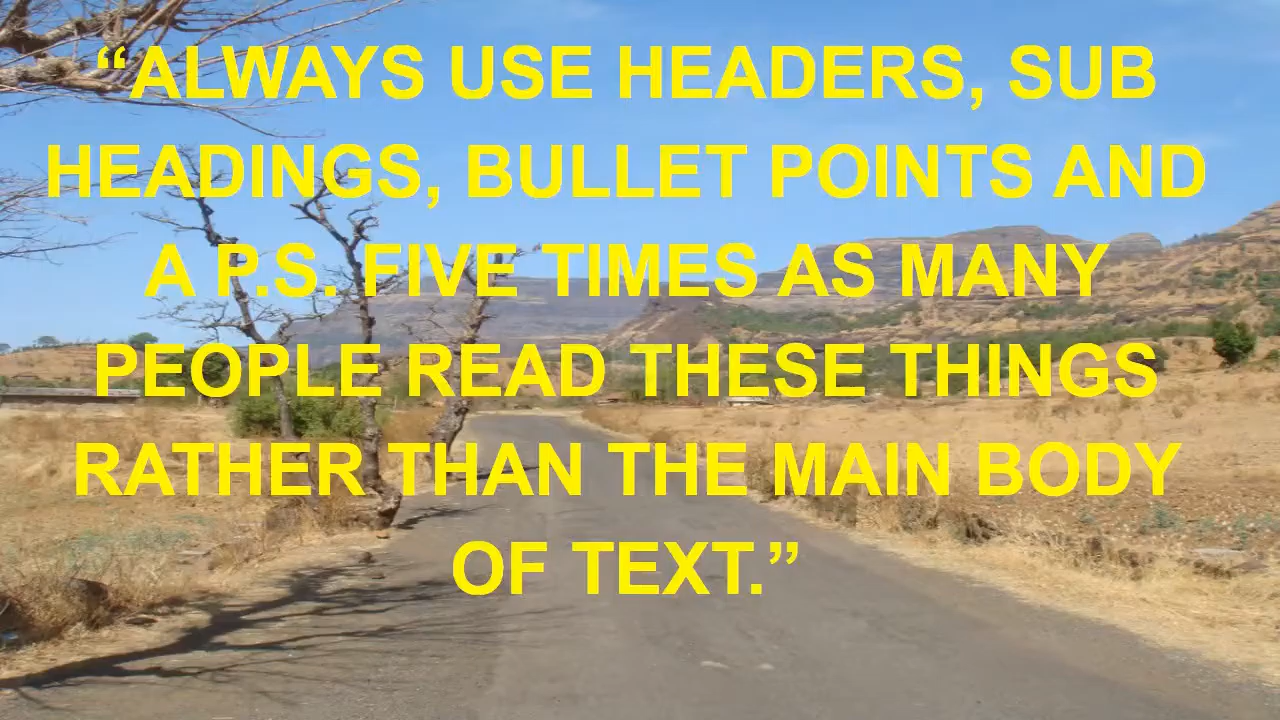 “ALWAYS USE HEADERS, SUB
HEADINGS, BULLET POINTS AND
A P.S. FIVE TIMES AS MANY
PEOPLE READ THESE THINGS
RATHER THAN THE MAIN BODY
OF TEXT.”